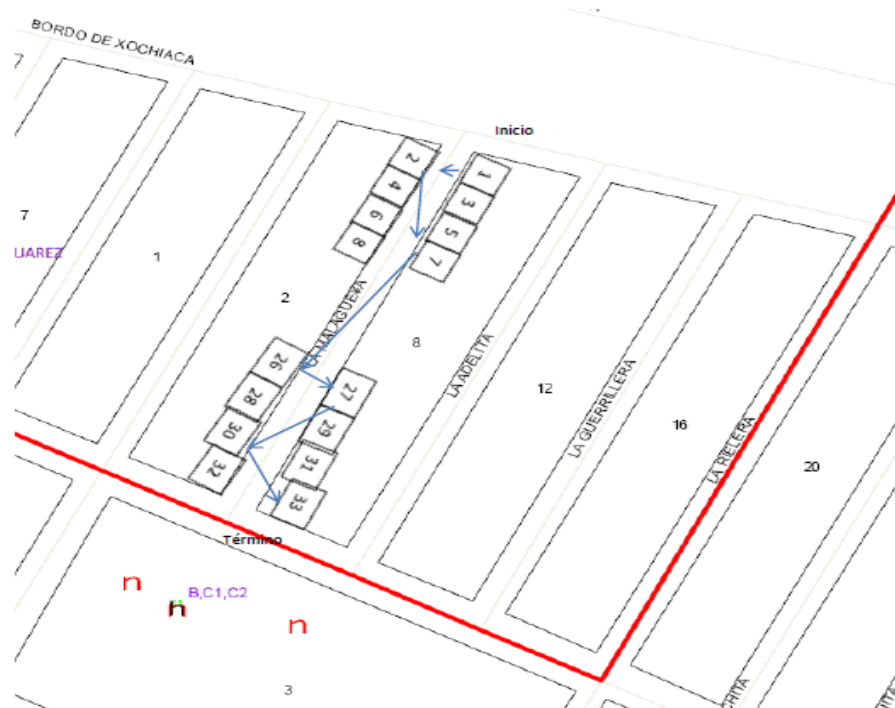 BORDO DE XOCHIACA
Inicio
7
UAREZ
1
2
8
12
16
20
3
2
4
6
8
1
3
5
7
LA MALAGUEÑA
LA ADELITA
LA GUERRILLERA
LA RIELERA
26
28
30
32
27
29
31
33
Término
B,C1,C2
n
n
n